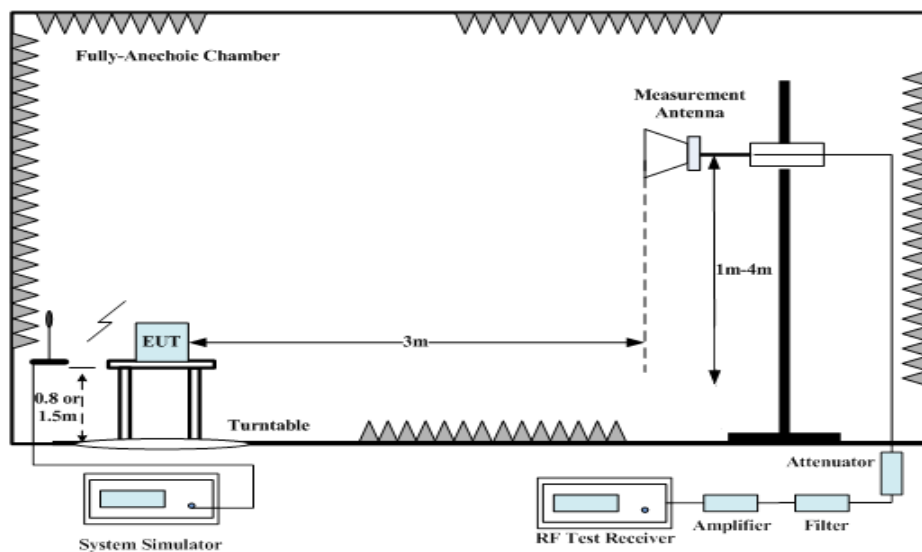 Fully-Anechoic Chamber
Measurement
Antenna
1m-4m
EUT
3m
0.8 or
1.5m
Turntable
Attenuator
System Simulator
RF Test Receiver
Amplifier
Filter